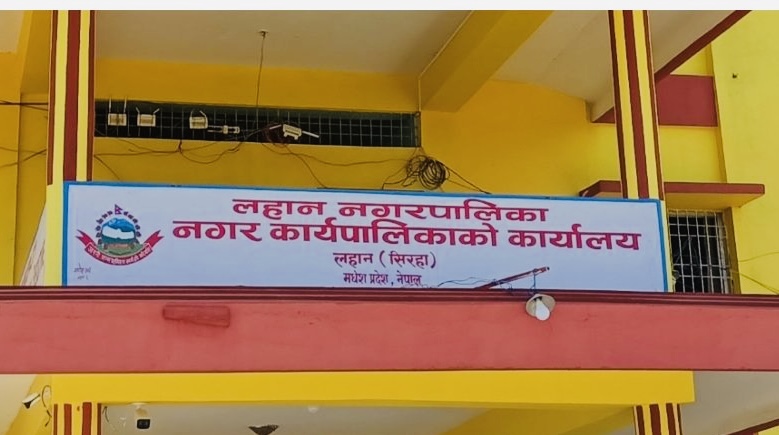 लहान नगरपालिका
नगर कार्यपालिकाको कार्यालय
लहान (सिरहा)
मधेश प्रदेश, नेपाल